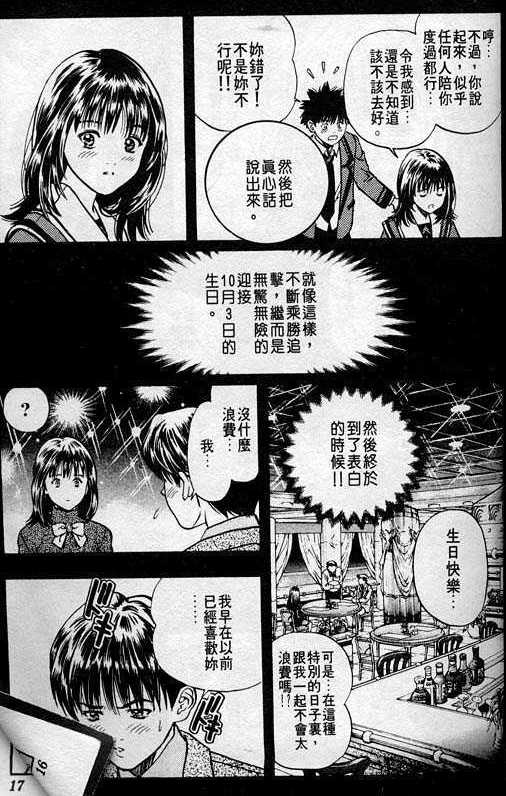 哼…
不過，你說
起來，似乎
任何人陪你
度過都行…
令我感到…
還是不知道
該不該去好。
然後把
眞心話
說出來。
妳錯了！
不是妳不
行呢!!
就像這樣，
不斷乘勝追
擊，繼而是
無驚無險的
迎接
10月3日的
生日。
然後終於
到了表白
的時候!!
生日快樂…
可是…在這種
特別的日子裏，
跟我一起不會太
浪費嗎!?
沒什麼
浪費…
我…
?
我早在以前
已經喜歡妳
……
ドキ
ドキ
16
17